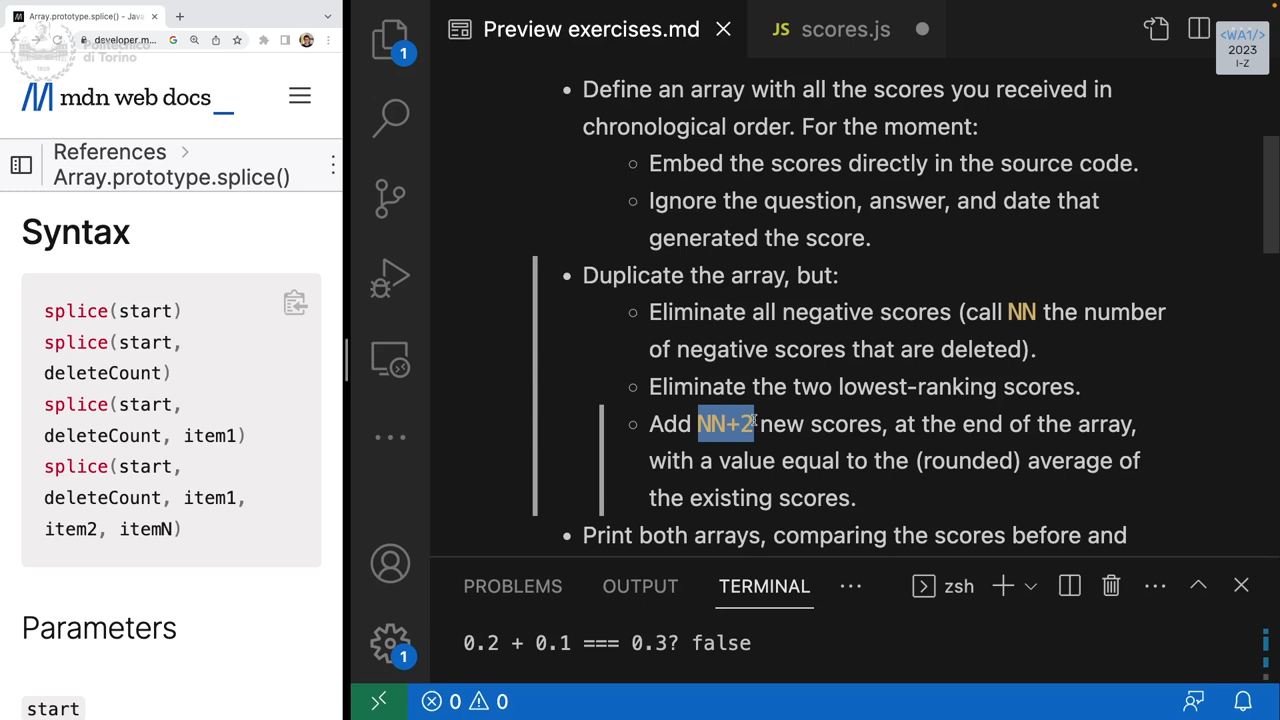 Array.prototype.splice() - Java
developer.m
Politecnico
di Torino
1859
mdn web docs_
References >
Array.prototype.splice()
Syntax
splice(start)
splice(start,
deleteCount)
splice(start,
deleteCount, item1)
splice(start,
deleteCount, item1,
item2, itemN)
Parameters
start
1
1
Preview exercises.md
JS scores.js
<WA1/>
2023
I-Z
• Define an array with all the scores you received in
chronological order. For the moment:
○ Embed the scores directly in the source code.
○ Ignore the question, answer, and date that
generated the score.
• Duplicate the array, but:
○ Eliminate all negative scores (call NN the number
of negative scores that are deleted).
○ Eliminate the two lowest-ranking scores.
○ Add NN+2 new scores, at the end of the array,
with a value equal to the (rounded) average of
the existing scores.
• Print both arrays, comparing the scores before and
PROBLEMS OUTPUT TERMINAL ··· zsh
0.2 + 0.1 === 0.3? false
0 0